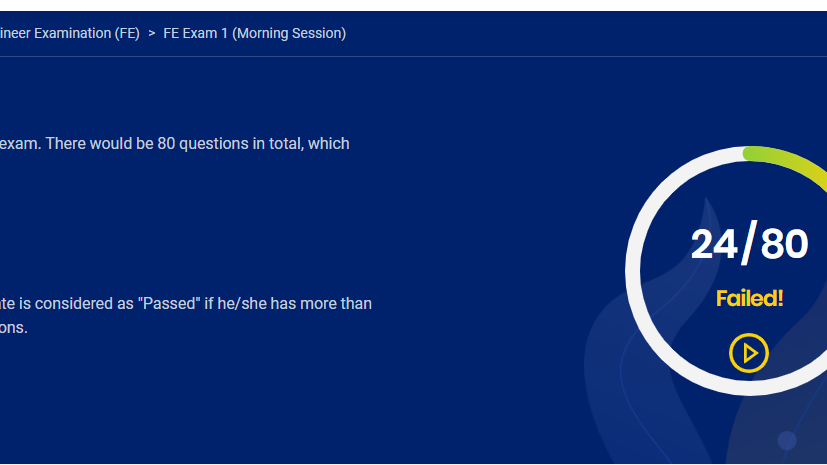 ineer Examination (FE) > FE Exam 1 (Morning Session)
exam. There would be 80 questions in total, which
24/80
Failed!
te is considered as "Passed" if he/she has more than
ons.